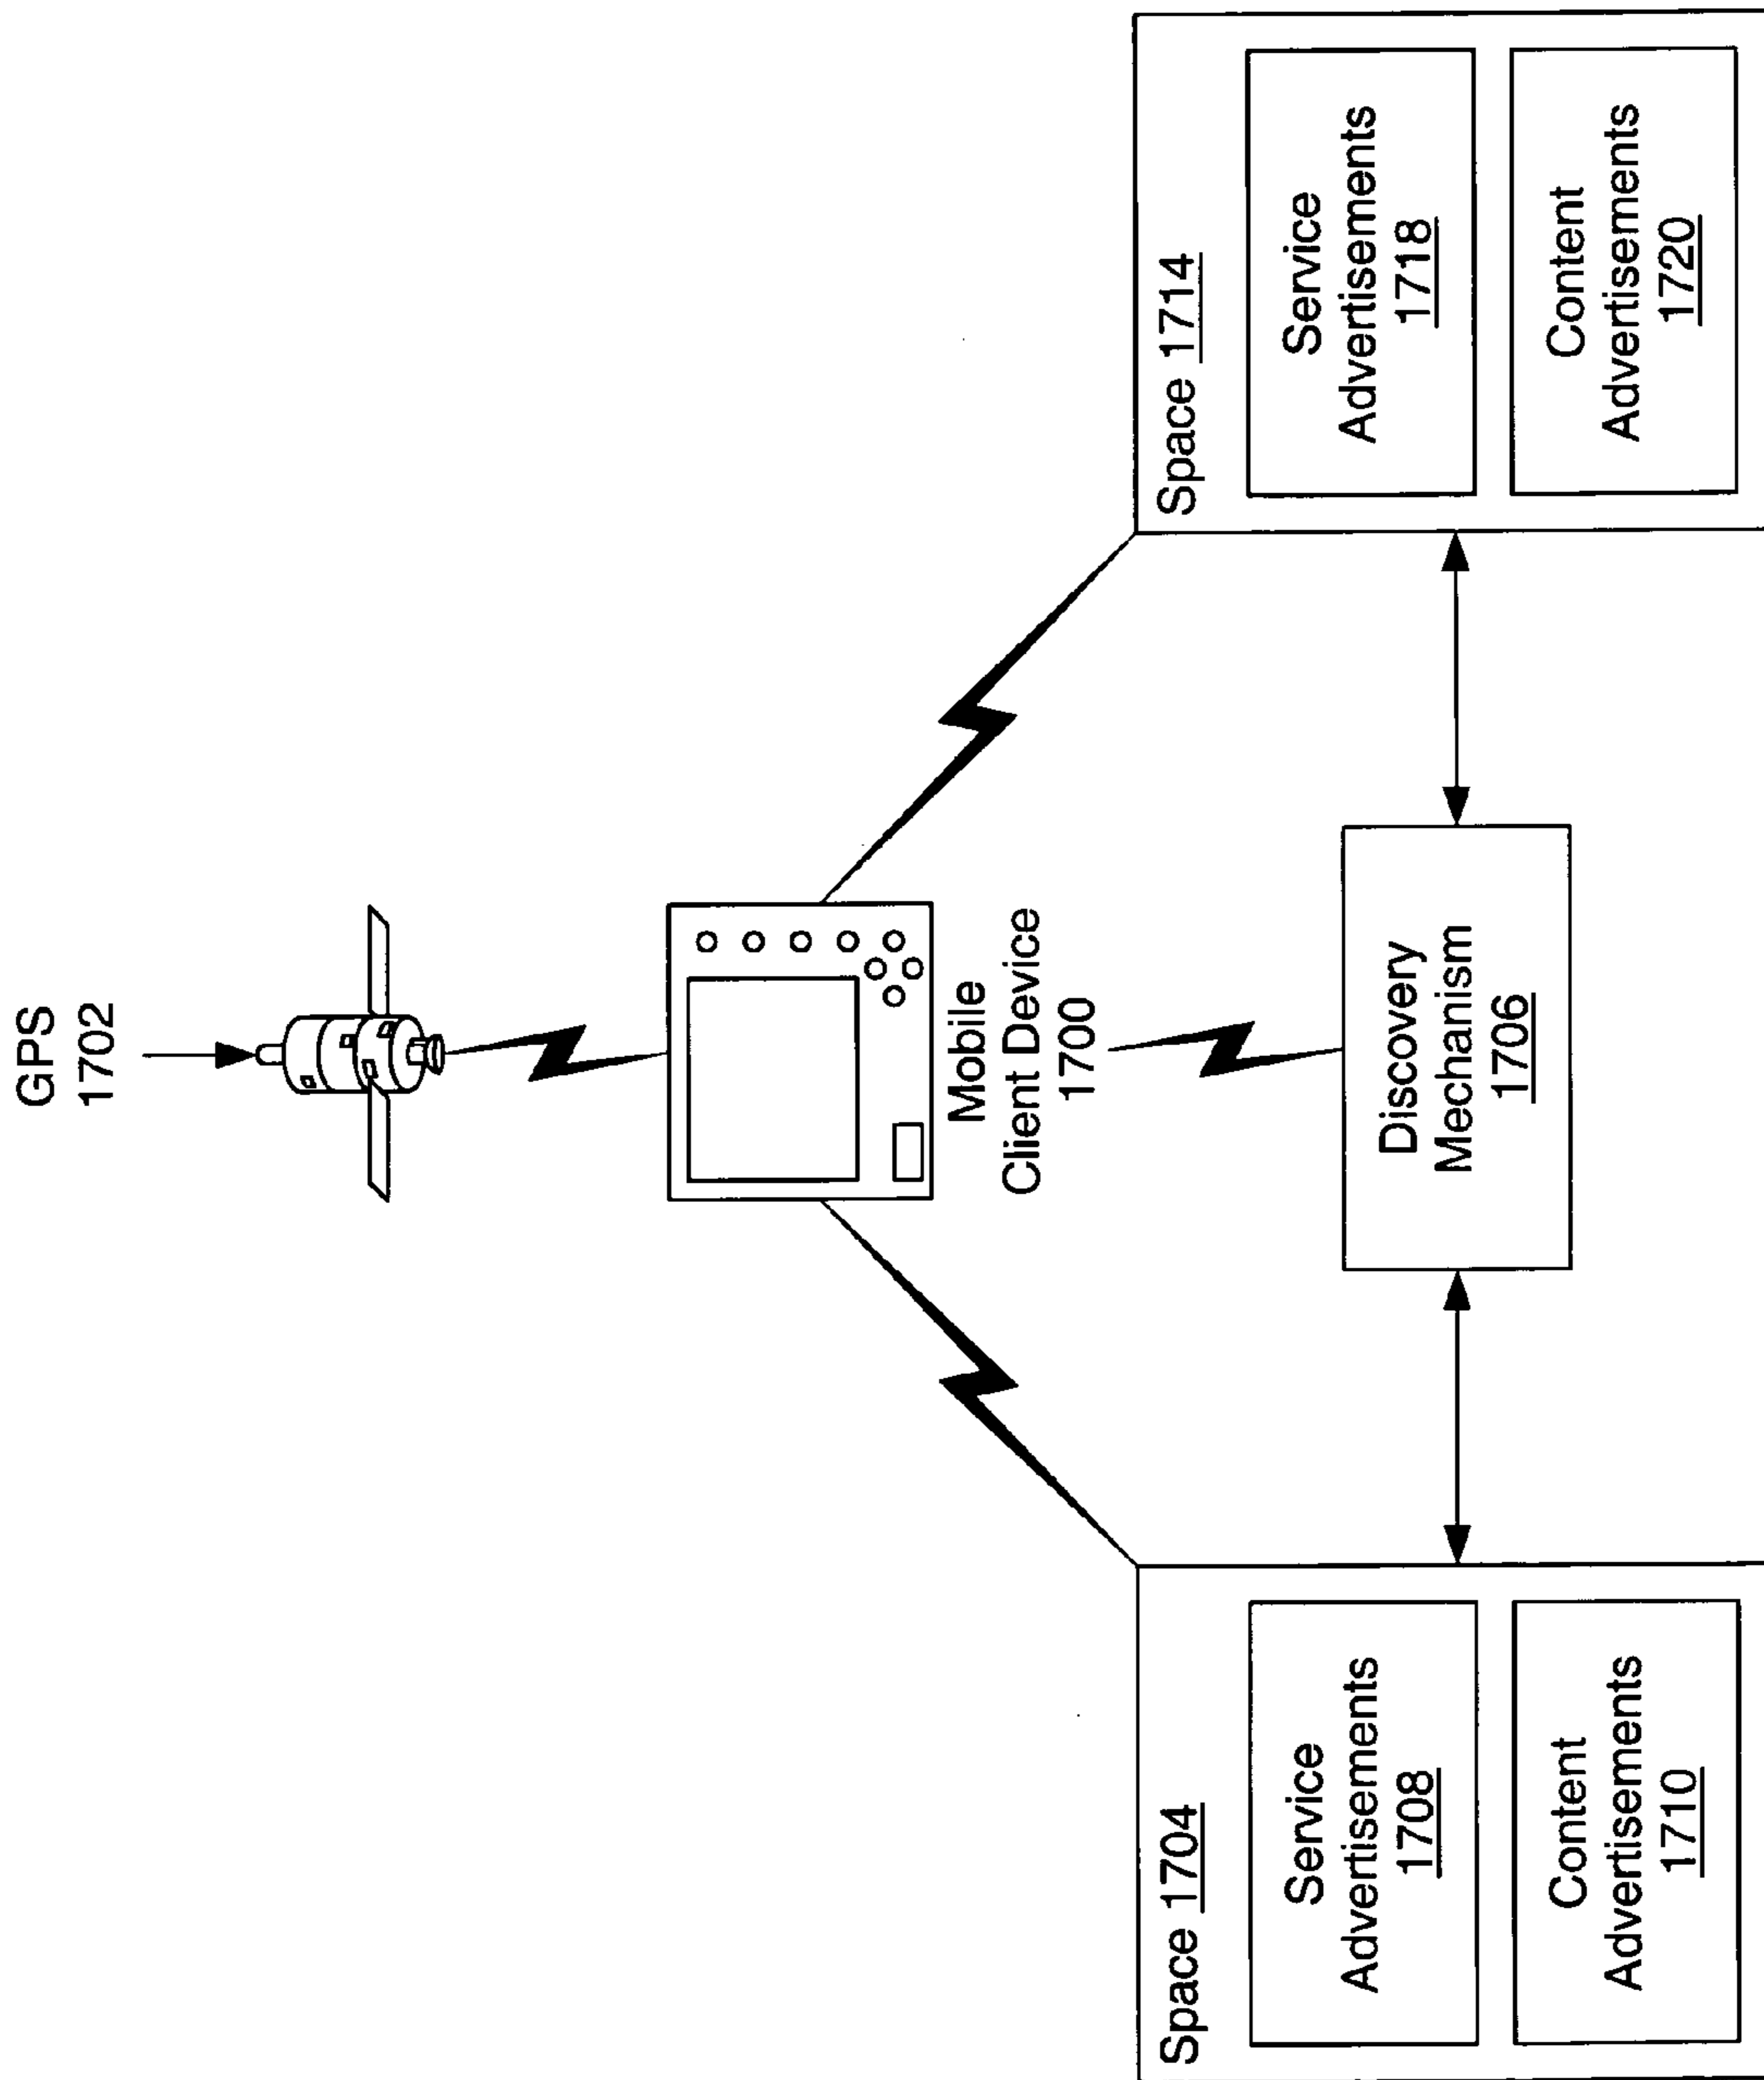 GPS
1702
Mobile
Client Device
1700
Discovery
Mechanism
1706
Space 1704
Service
Advertisements
1708
Content
Advertisements
1710
Space 1714
Service
Advertisements
1718
Content
Advertisements
1720